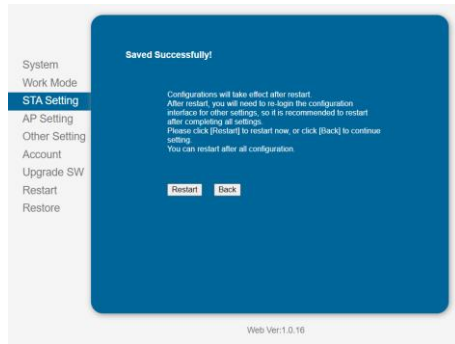 System
Work Mode
STA Setting
AP Setting
Other Setting
Account
Upgrade SW
Restart
Restore
Saved Successfully!
Configurations will take effect after restart.
After restart, you will need to re-login the configuration
interface for other settings, so it is recommended to restart
after completing all settings.
Please click [Restart] to restart now, or click [Back] to continue
setting.
You can restart after all configuration.
Restart Back
Web Ver:1.0.16